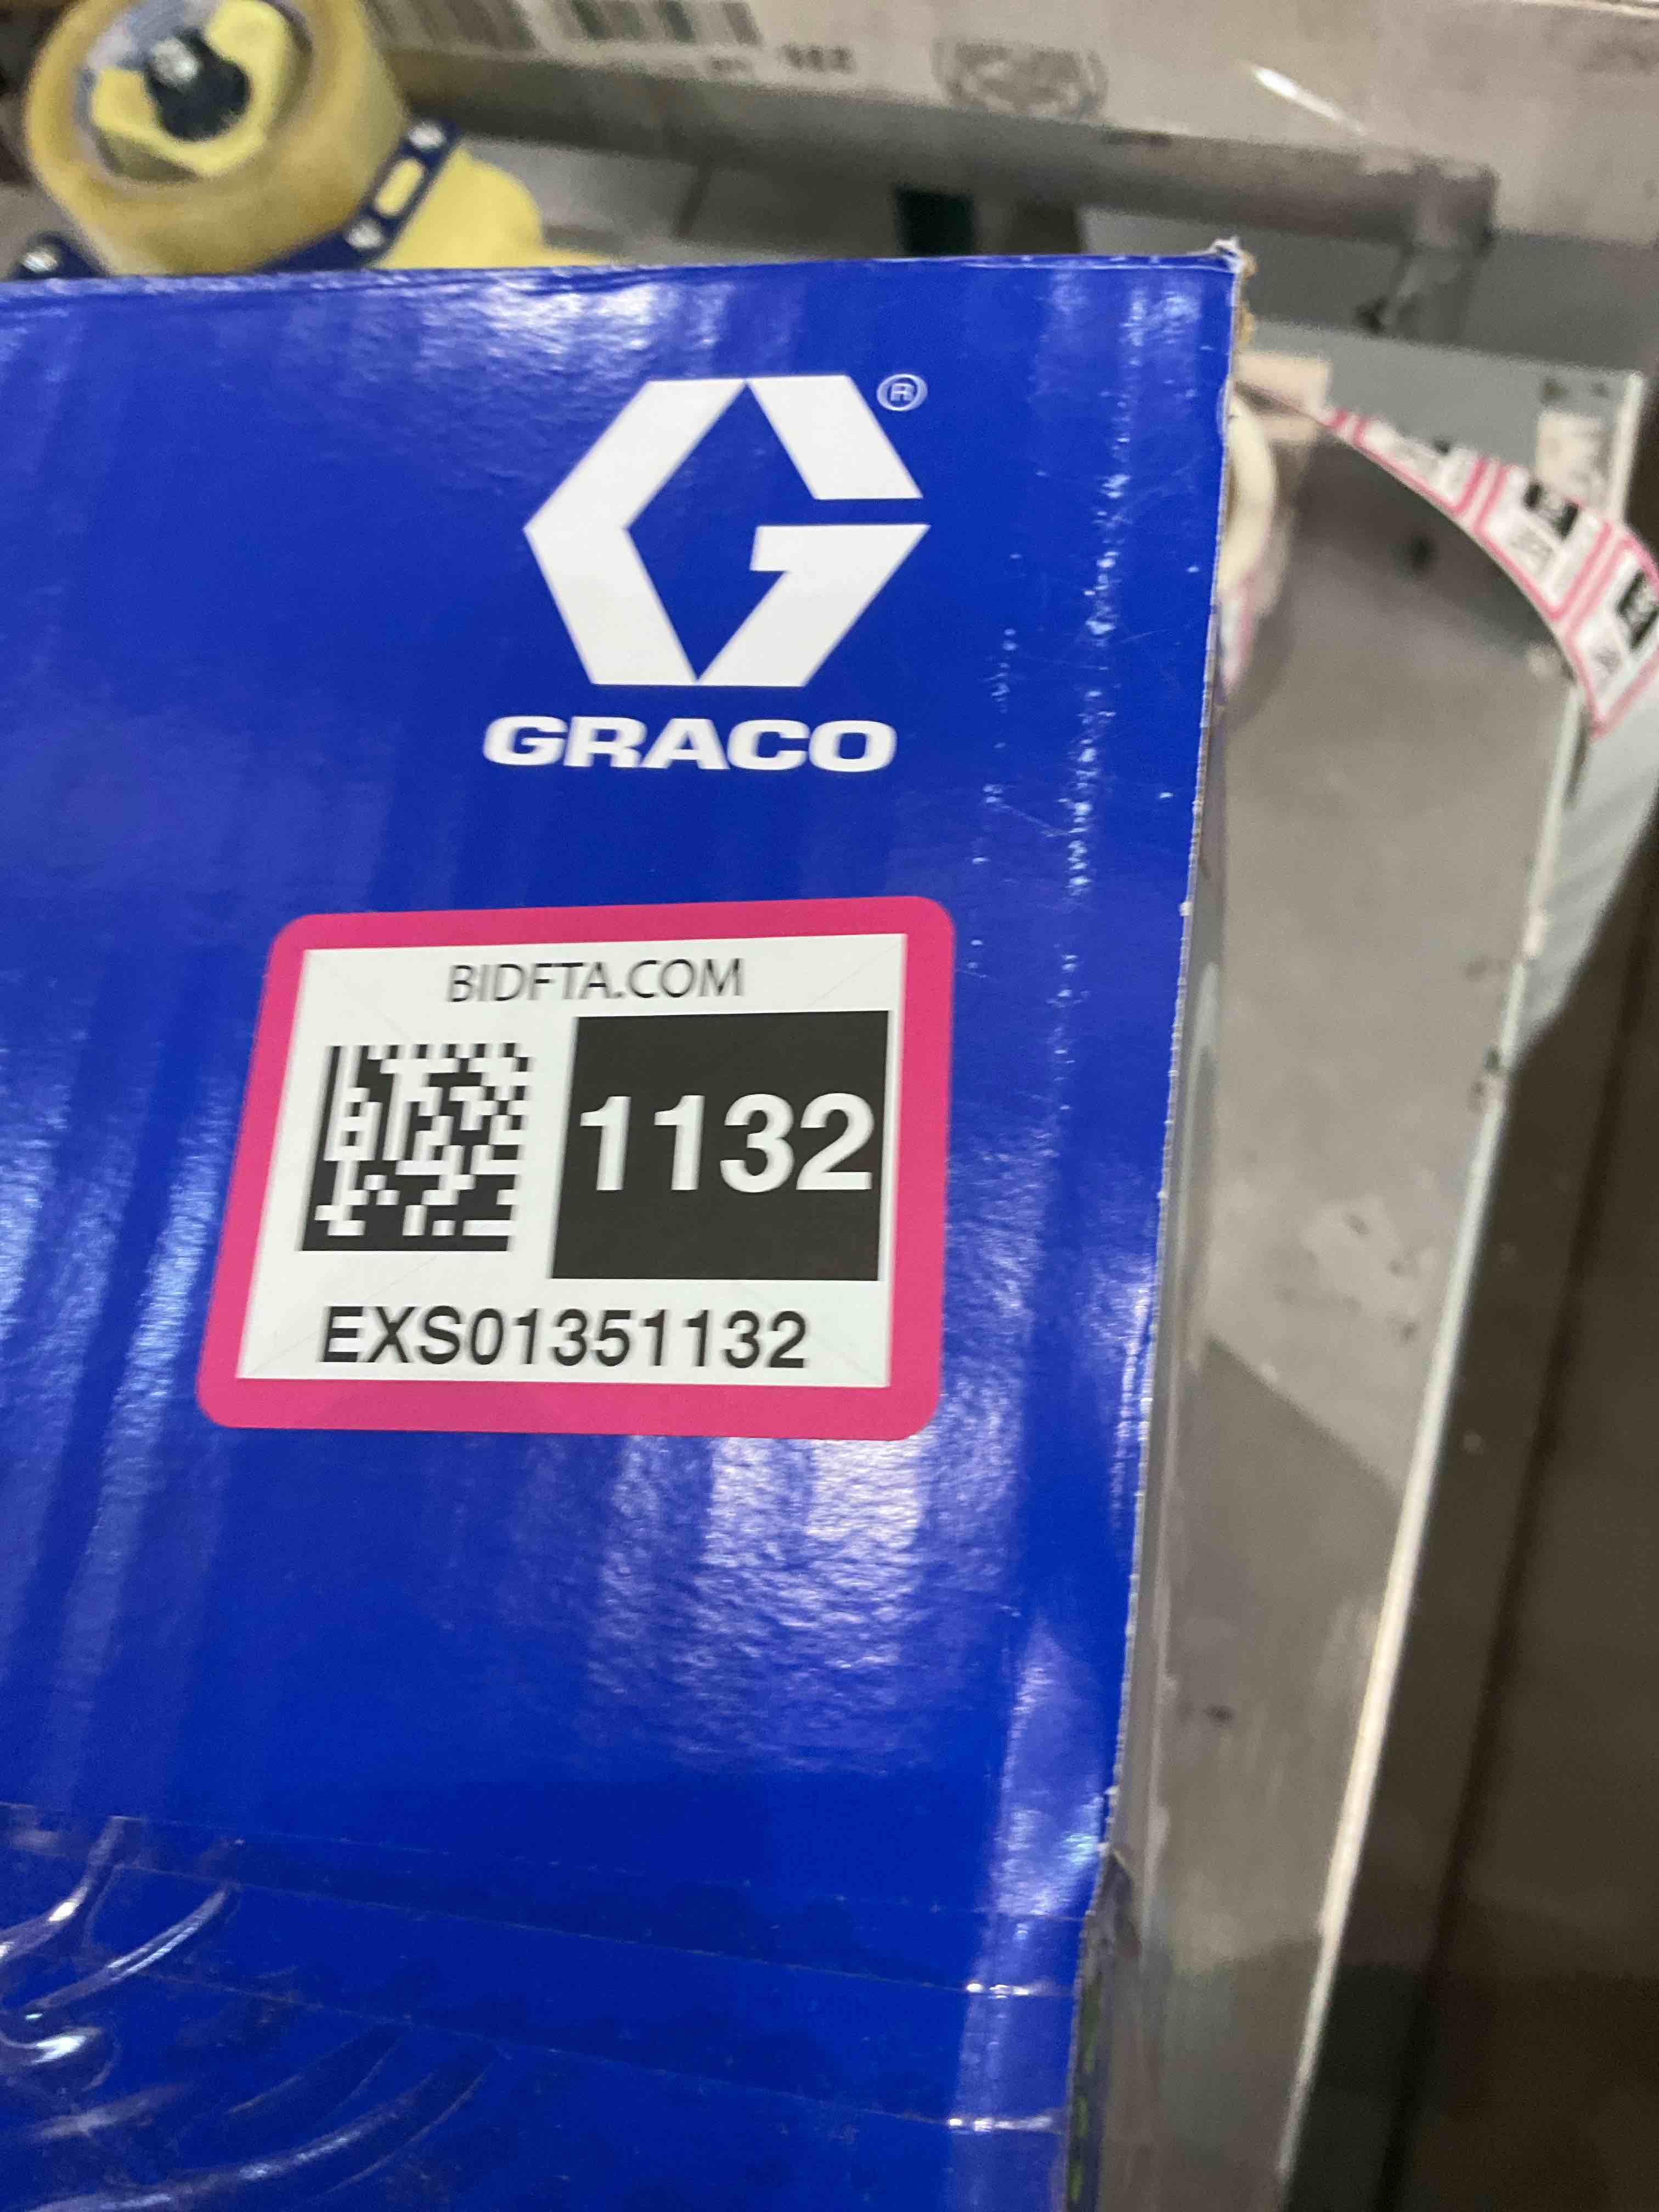 ®
GRACO
BIDFTA.COM
1132
EXS01351132